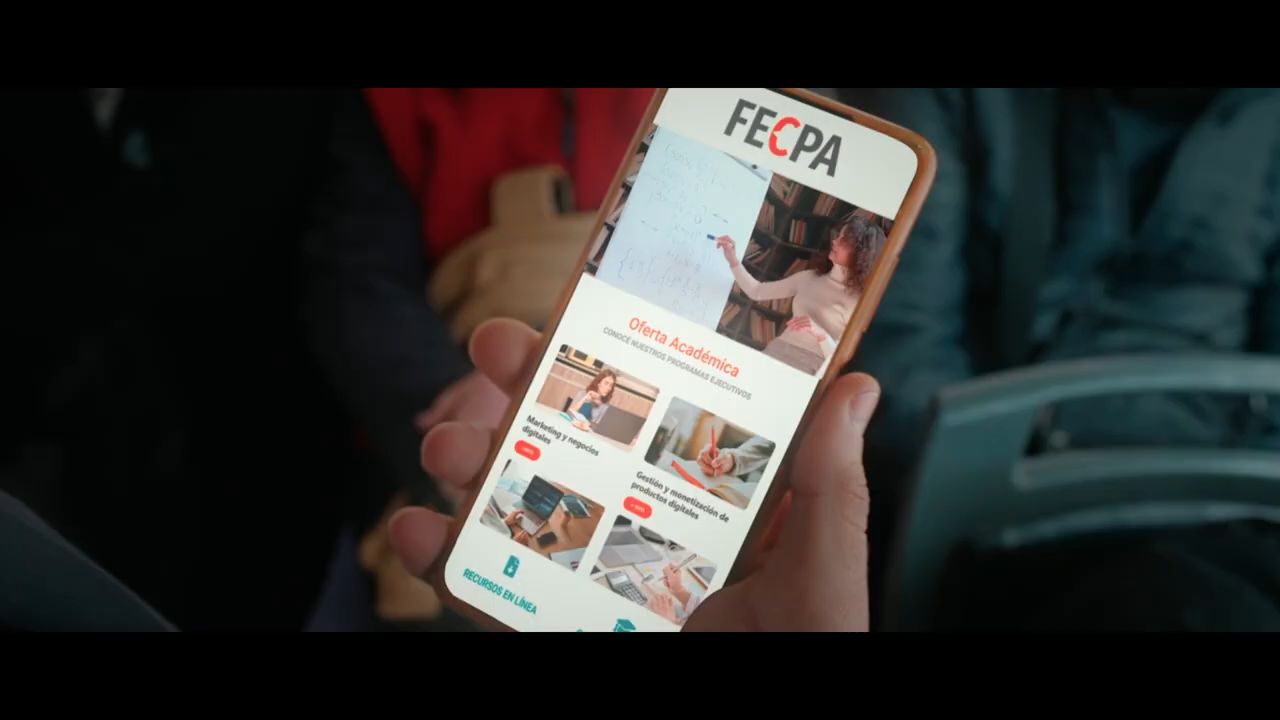 FECPA
Oferta Académica
CONOCÉ NUESTROS PROGRAMAS EJECUTIVOS
Marketing y negocios
digitales
Gestión y monetización de
productos digitales
RECURSOS EN LÍNEA